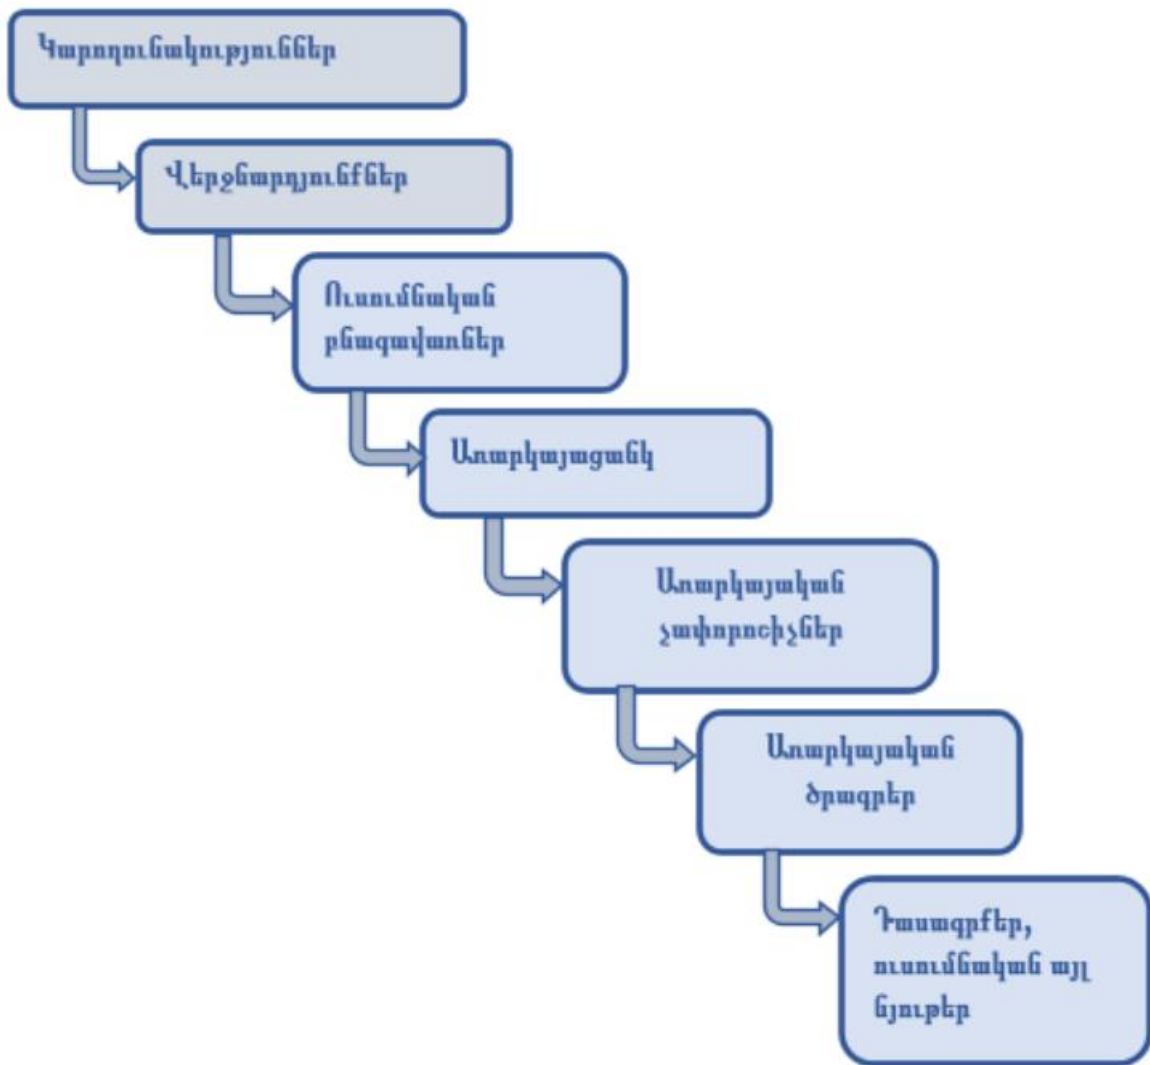 Կարողունակություններ
Վերջնարդյունքներ
Ուսումնական
բնագավառներ
Առարկայացանկ
Առարկայական
չափորոշիչներ
Առարկայական
ծրագրեր
Դասագրքեր,
ուսումնական այլ
նյութեր